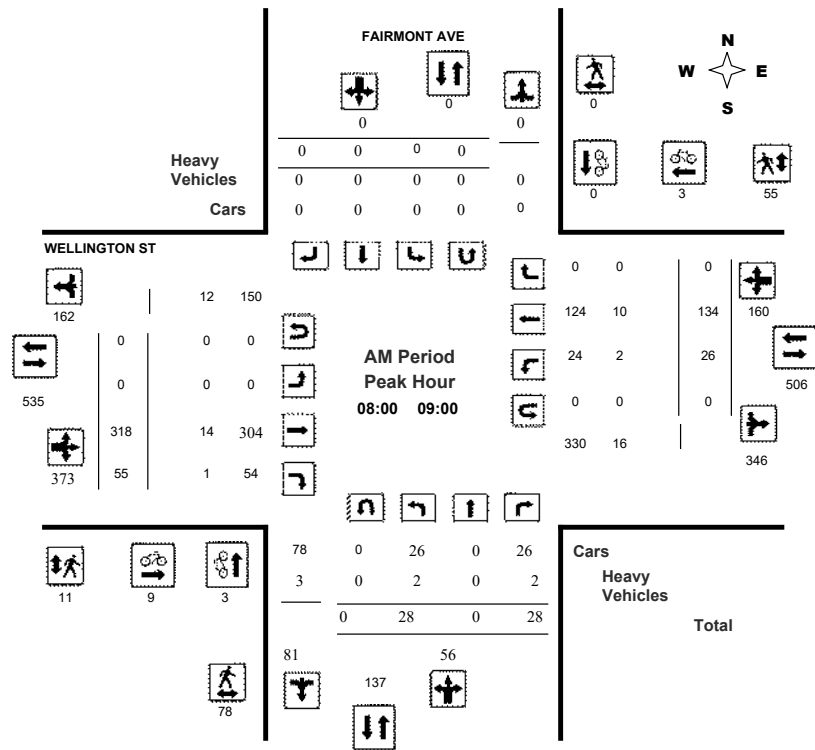 FAIRMONT AVE
N
W E
S
0
0
0
0
0 0 0 0
0 3 55
Heavy
Vehicles
0 0 0 0 0
Cars
0 0 0 0 0
WELLINGTON ST
162
12 150
0 0 0
535
0 0 0
318 14 304
373
55 1 54
AM Period
Peak Hour
08:00 09:00
0 0 0
124 10 134 160
24 2 26
506
0 0 0
330 16 346
78 0 26 0 26
Cars
3 0 2 0 2
Heavy
Vehicles
0 28 0 28
Total
11 9 3
81 56
137
78